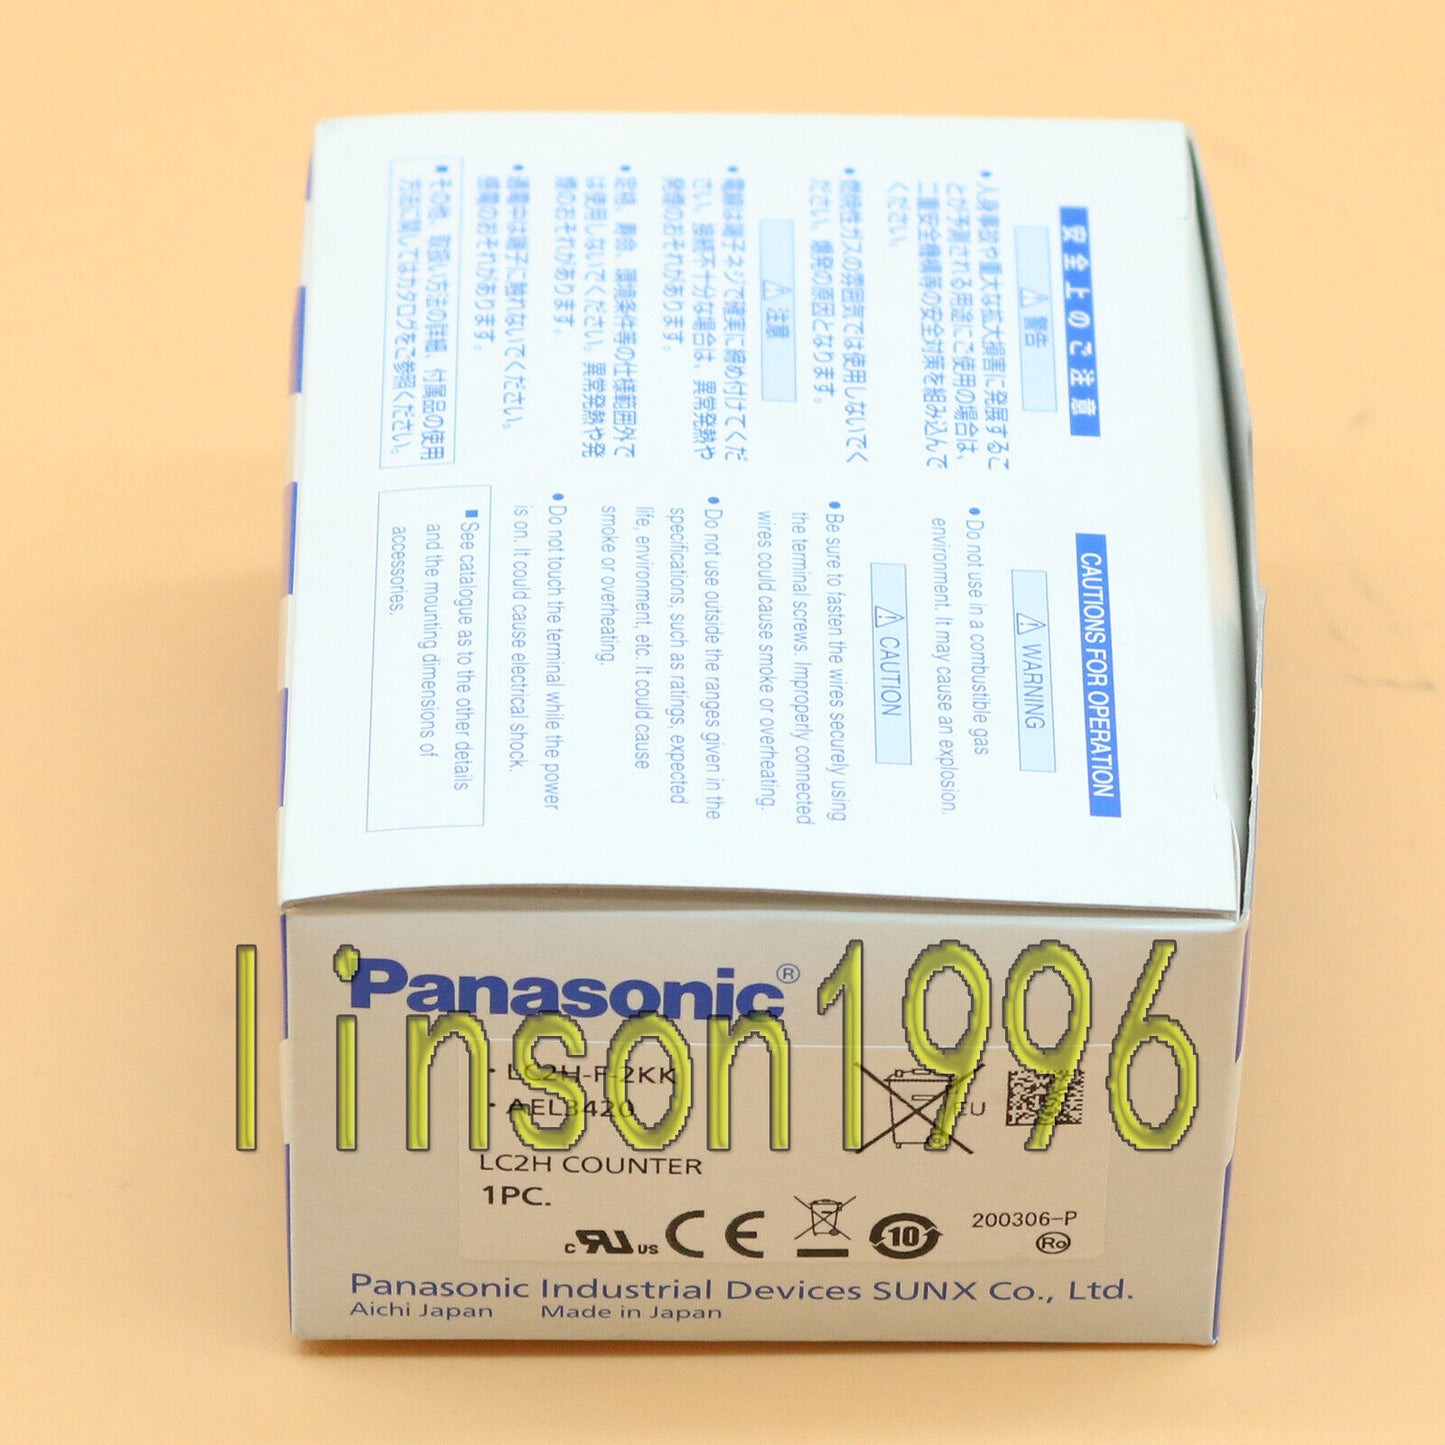 安全上のご注意
⚠ 警告
• 人身事故や重大な拡大損害に発展するこ
とが予測される用途にご使用の場合は、
二重安全機構等の安全対策を組み込んで
ください。
• 燃焼性ガスの雰囲気では使用しないでく
ださい。爆発の原因となります。
⚠ 注意
• 電線は端子ネジで確実に締め付けてくだ
さい。接続不十分な場合は、異常発熱や
発煙のおそれがあります。
• 定格、寿命、環境条件等の仕様範囲外で
は使用しないでください。異常発熱や発
煙のおそれがあります。
• 通電中は端子に触れないでください。
感電のおそれがあります。
■ その他、取扱い方法の詳細、付属品の使用
方法に関してはカタログをご参照ください。
CAUTIONS FOR OPERATION
⚠ WARNING
• Do not use in a combustible gas
environment. It may cause an explosion.
⚠ CAUTION
• Be sure to fasten the wires securely using
the terminal screws. Improperly connected
wires could cause smoke or overheating.
• Do not use outside the ranges given in the
specifications, such as ratings, expected
life, environment, etc. It could cause
smoke or overheating.
• Do not touch the terminal while the power
is on. It could cause electrical shock.
■ See catalogue as to the other details
and the mounting dimensions of
accessories.
Panasonic®
linson1996
· LC2H-F-2KK
· AEL3420
EU
LC2H COUNTER
1PC.
c RU us CE 10
200306-P
Ro
Panasonic Industrial Devices SUNX Co., Ltd.
Aichi Japan Made in Japan